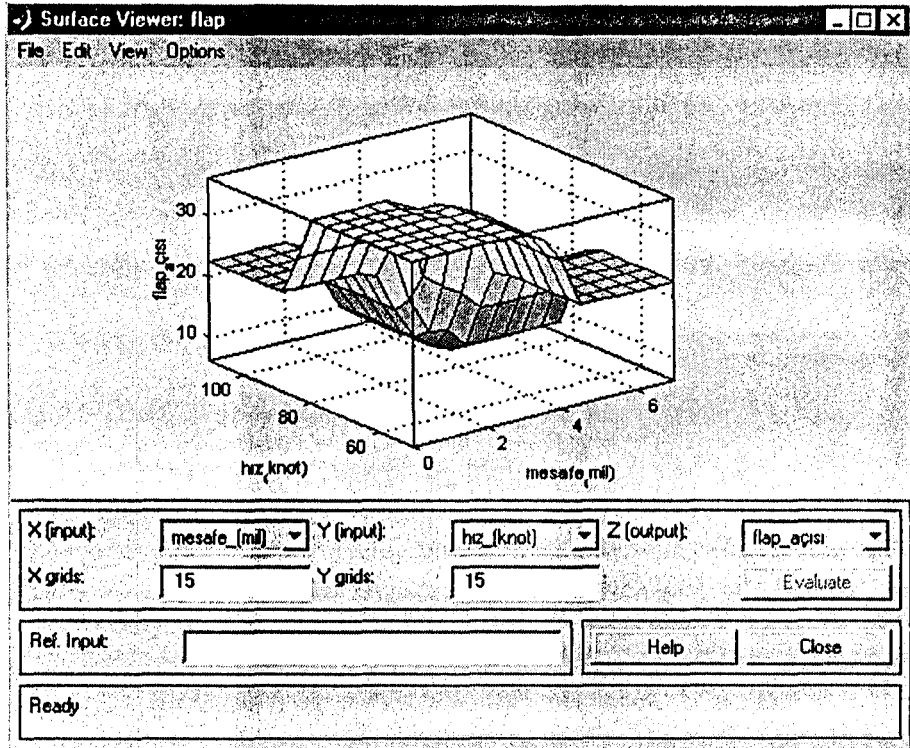 Surface Viewer: flap
File Edit View Options
30
20
10
flap_açısı
100
80
60
hız_(knot)
0
2
4
6
mesafe_(mil)
X (input): mesafe_(mil) Y (input): hız_(knot) Z (output): flap_açısı
X grids: 15 Y grids: 15 Evaluate
Ref. Input: Help Close
Ready